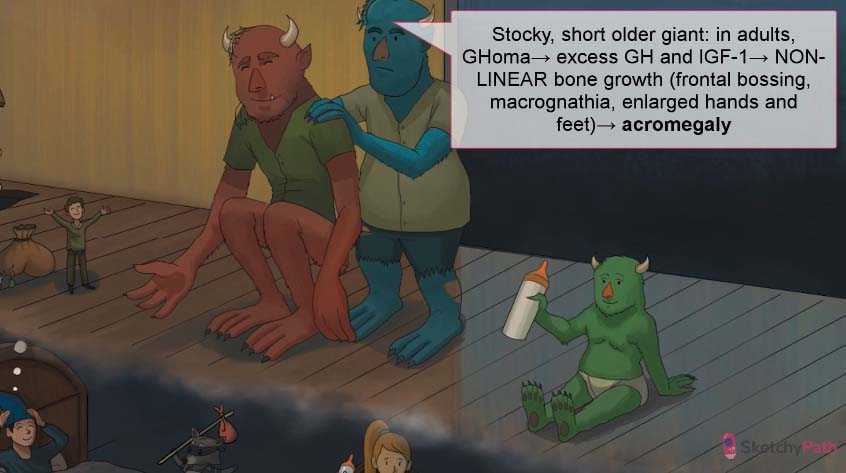 Stocky, short older giant: in adults,
GHoma→ excess GH and IGF-1→ NON-
LINEAR bone growth (frontal bossing,
macrognathia, enlarged hands and
feet)→ acromegaly
SketchyPath